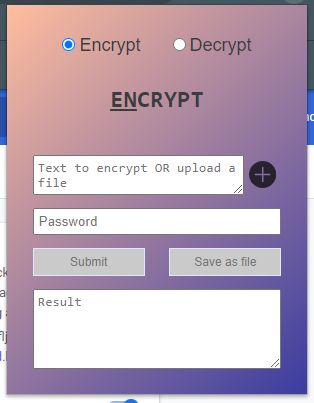 Encrypt Decrypt
ENCRYPT
Text to encrypt OR upload a
file
Password
Submit Save as file
Result